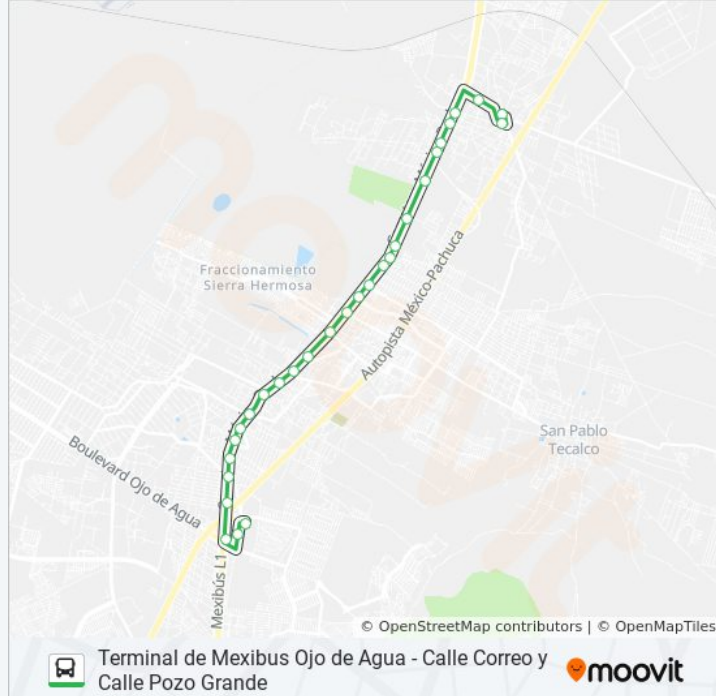 Fraccionamiento
Sierra Hermosa
Autopista México-Pachuca
San Pablo
Tecalco
Boulevard Ojo de Agua
Mexibús L1
© OpenStreetMap contributors | © OpenMapTiles
Terminal de Mexibus Ojo de Agua - Calle Correo y
Calle Pozo Grande
moovit